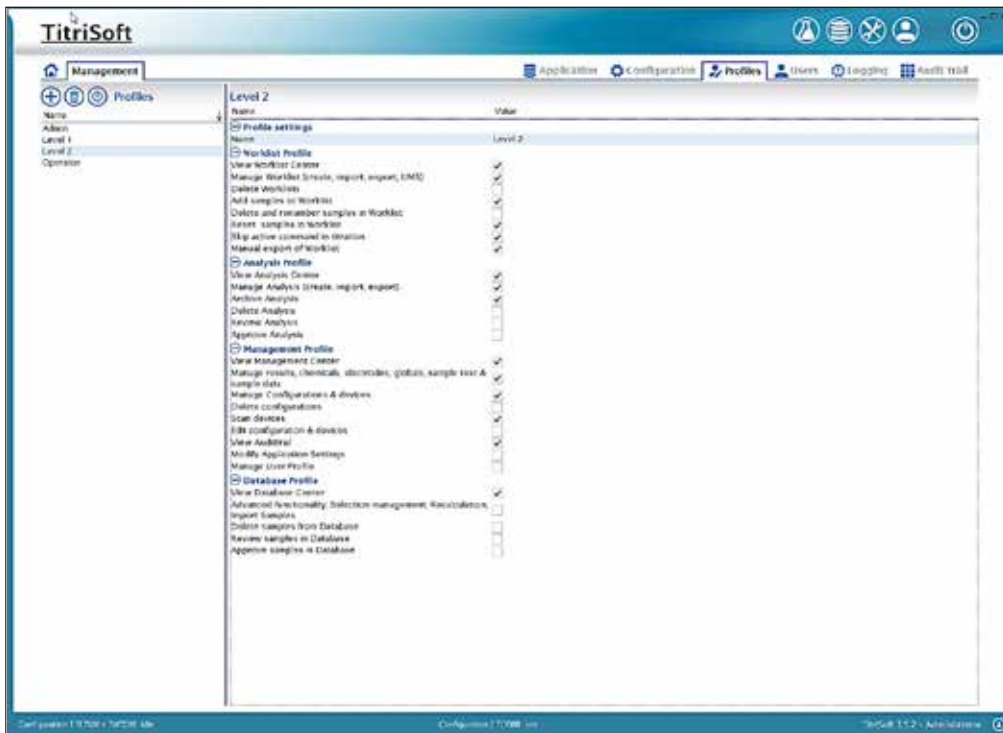 TitriSoft
Management
Application
Configuration
Profiles
Users
Logging
Audit trail
Profiles
Name
Admin
Level 1
Level 2
Operator
Level 2
Name Value
Profile settings
Name Level 2
Worklist Profile
View Worklist Center
Manage Worklist (create, import, export, LIMS)
Delete Worklists
Add samples to Worklist
Delete and renumber samples in Worklist
Reset samples in Worklist
Skip active command in titration
Manual export of Worklist
Analysis Profile
View Analysis Center
Manage Analysis (create, import, export)
Archive Analysis
Delete Analysis
Review Analysis
Approve Analysis
Management Profile
View Management Center
Manage results, chemicals, electrodes, globals, sample tree &
sample data
Manage Configurations & devices
Delete configurations
Scan devices
Edit configuration & devices
View Audittrail
Modify Application Settings
Manage User Profile
Database Profile
View Database Center
Advanced functionality: Selection management, Recalculation,
Import Samples
Delete samples from Database
Review samples in Database
Approve samples in Database